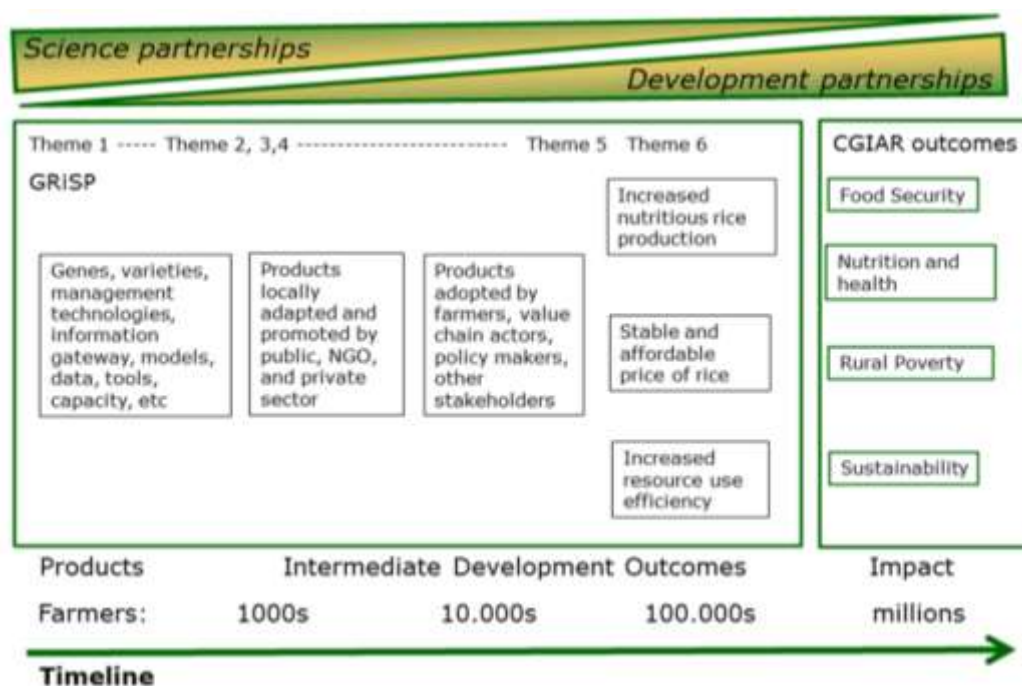 Science partnerships
Development partnerships
Theme 1 ----- Theme 2, 3,4 ----------------------------- Theme 5 Theme 6
GRiSP
Genes, varieties,
management
technologies,
information
gateway, models,
data, tools,
capacity, etc
Products
locally
adapted and
promoted by
public, NGO,
and private
sector
Products
adopted by
farmers, value
chain actors,
policy makers,
other
stakeholders
Increased
nutritious rice
production
Stable and
affordable
price of rice
Increased
resource use
efficiency
CGIAR outcomes
Food Security
Nutrition and
health
Rural Poverty
Sustainability
Products Intermediate Development Outcomes Impact
Farmers: 1000s 10.000s 100.000s millions
Timeline